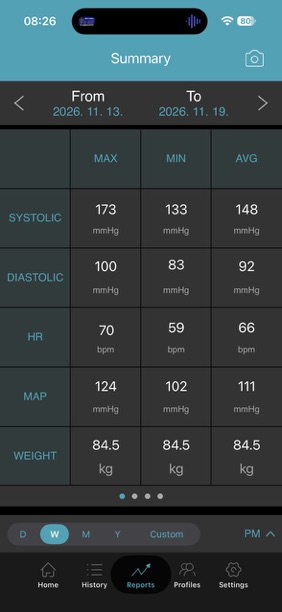 08:26
80
Summary
From To
2026. 11. 13. 2026. 11. 19.
MAX MIN AVG
SYSTOLIC 173 mmHg 133 mmHg 148 mmHg
DIASTOLIC 100 mmHg 83 mmHg 92 mmHg
HR 70 bpm 59 bpm 66 bpm
MAP 124 mmHg 102 mmHg 111 mmHg
WEIGHT 84.5 kg 84.5 kg 84.5 kg
D W M Y Custom PM
Home History Reports Profiles Settings